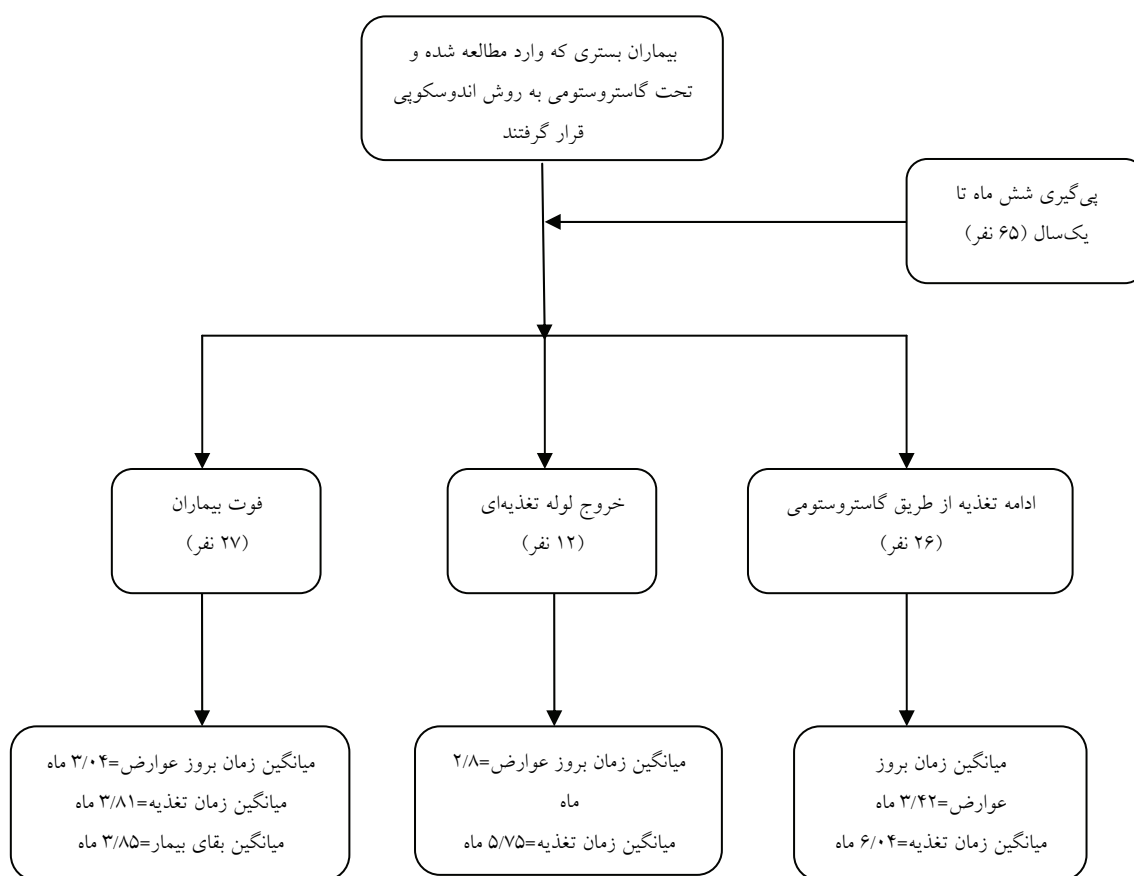 بیماران بستری که وارد مطالعه شده و
تحت گاستروستومی به روش اندوسکوپی
قرار گرفتند
پی‌گیری شش ماه تا
یک‌سال (۶۵ نفر)
ادامه تغذیه از طریق گاستروستومی
(۲۶ نفر)
خروج لوله تغذیه‌ای
(۱۲ نفر)
فوت بیماران
(۲۷ نفر)
میانگین زمان بروز
عوارض=۳/۴۲ ماه
میانگین زمان تغذیه=۶/۰۴ ماه
میانگین زمان بروز عوارض=۲/۸
ماه
میانگین زمان تغذیه=۵/۷۵ ماه
میانگین زمان بروز عوارض=۳/۰۴ ماه
میانگین زمان تغذیه=۳/۸۱ ماه
میانگین بقای بیمار=۳/۸۵ ماه